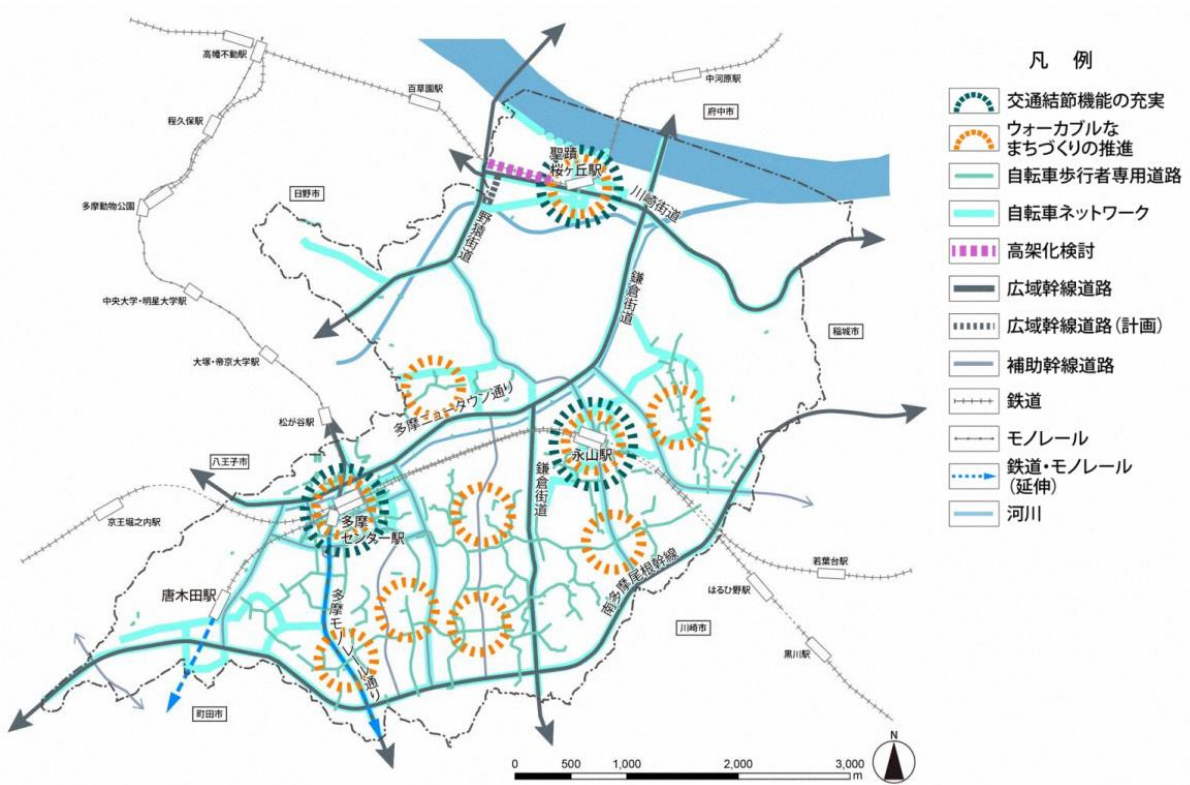 高幡不動駅
百草園駅
中河原駅
府中市
程久保駅
聖蹟
桜ヶ丘駅
日野市
多摩動物公園
川崎街道
野猿街道
鎌倉街道
中央大学・明星大学駅
稲城市
大塚・帝京大学駅
松が谷駅
多摩ニュータウン通り
永山駅
八王子市
鎌倉街道
京王堀之内駅
多摩
センター駅
若葉台駅
南多摩尾根幹線
はるひ野駅
唐木田駅
多摩モノレール通り
川崎市
黒川駅
町田市
凡 例
交通結節機能の充実
ウォーカブルな
まちづくりの推進
自転車歩行者専用道路
自転車ネットワーク
高架化検討
広域幹線道路
広域幹線道路(計画)
補助幹線道路
鉄道
モノレール
鉄道・モノレール
(延伸)
河川
N
0 500 1,000 2,000 3,000
m